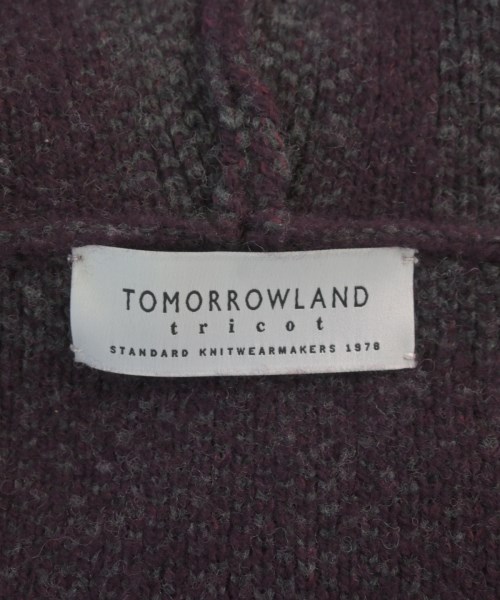 TOMORROWLAND
tricot
STANDARD KNITWEARMAKERS 1978